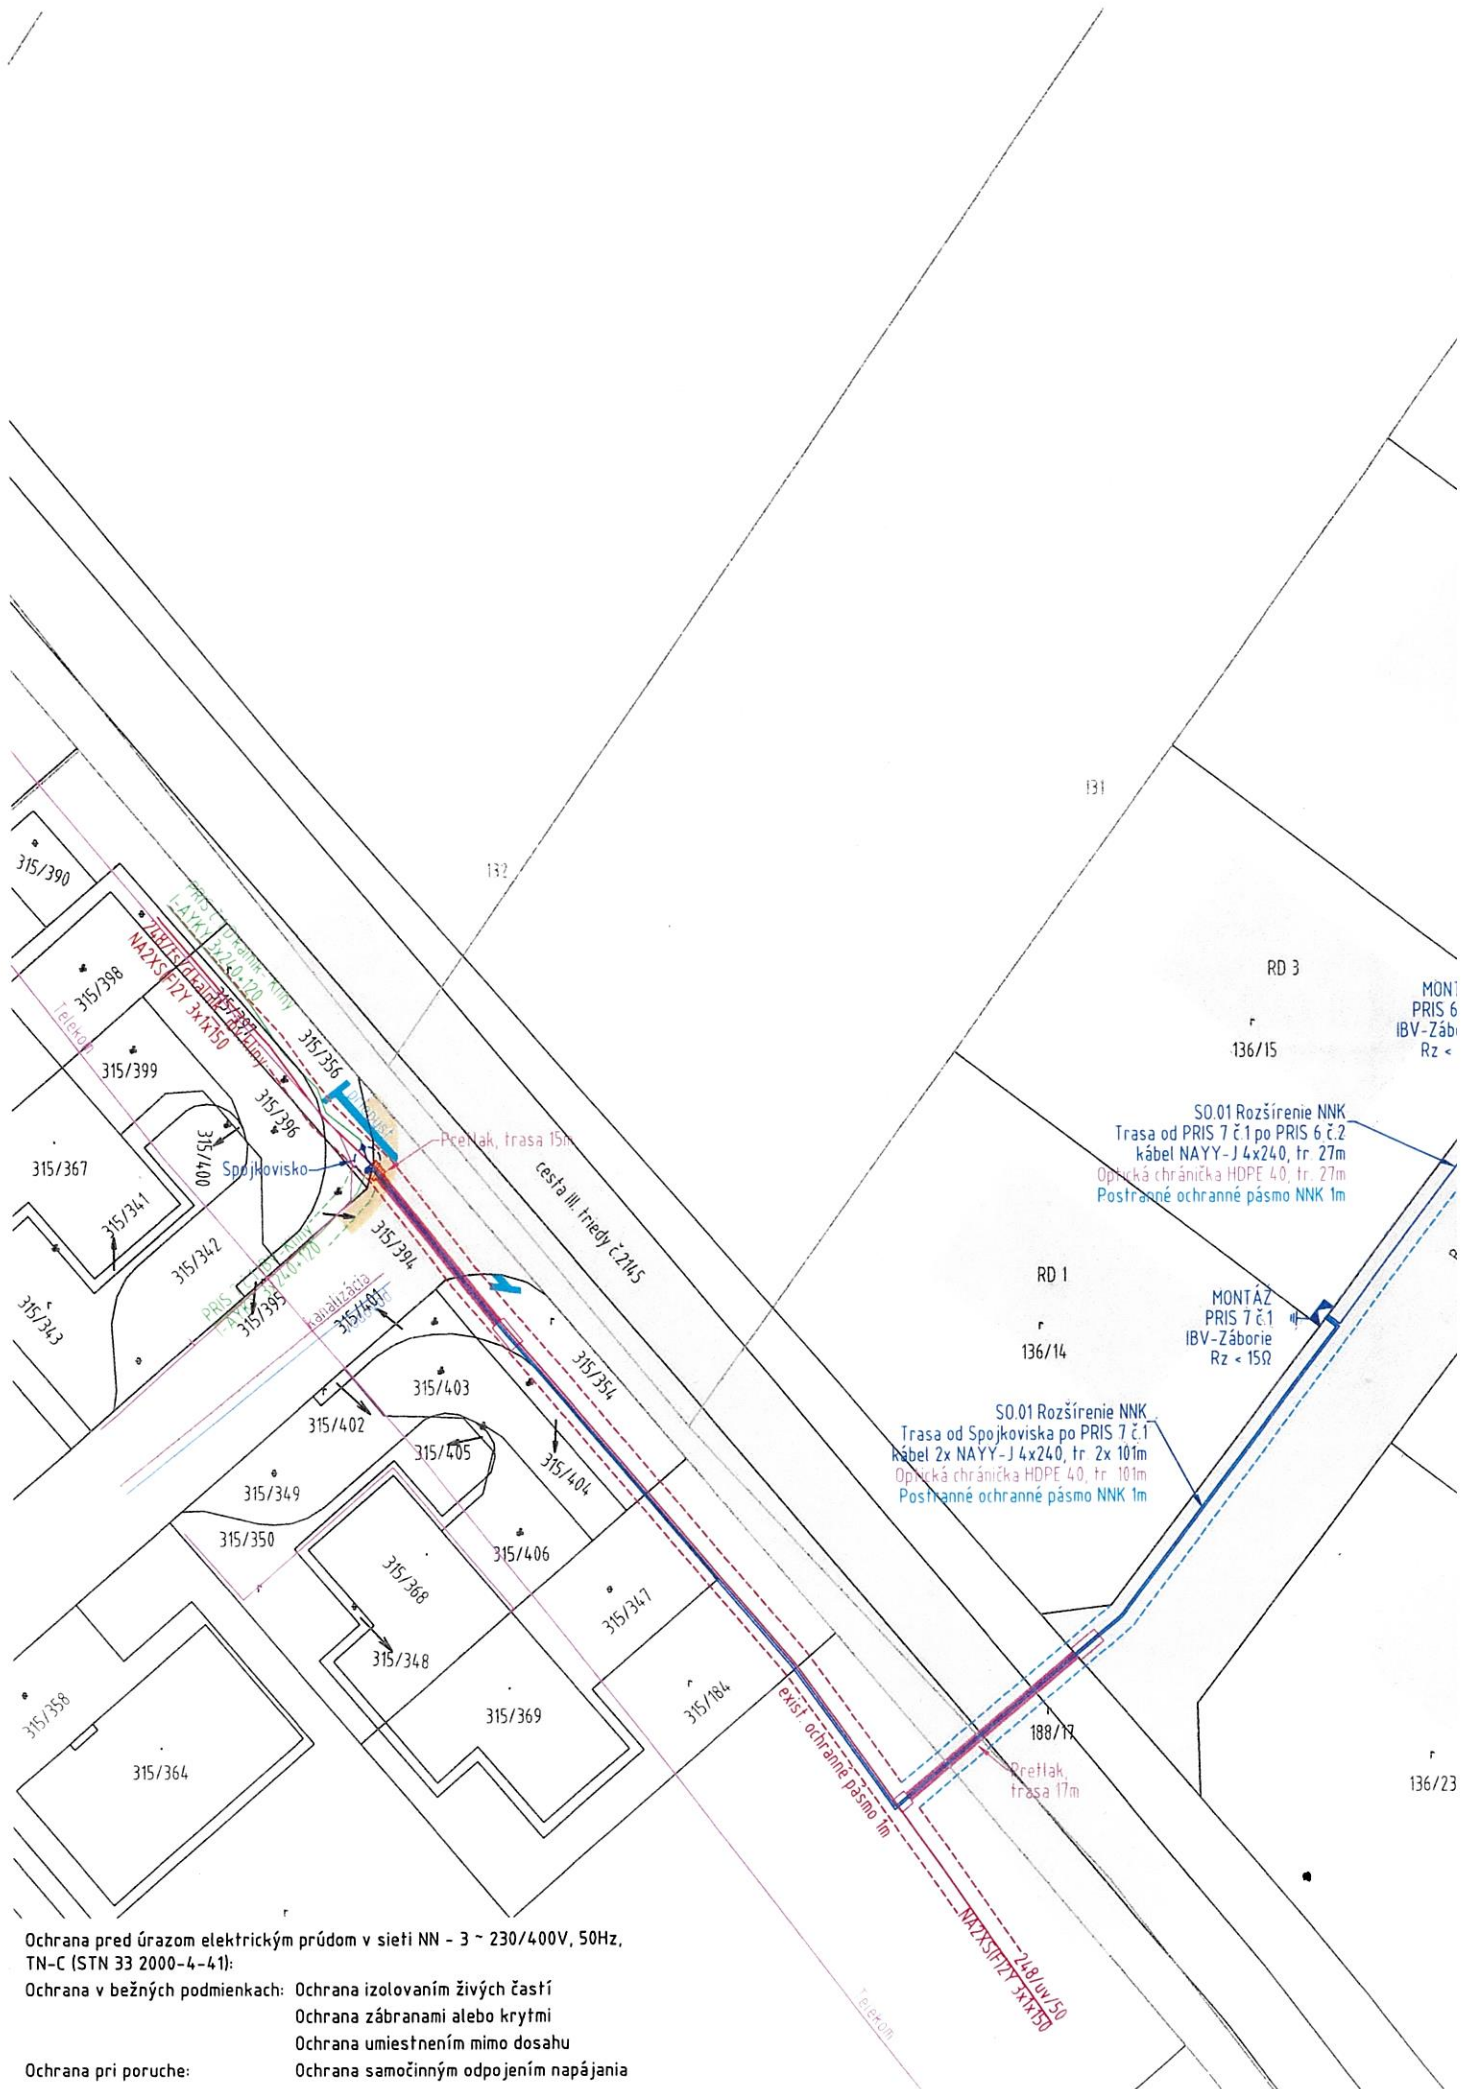 132
131
315/390
315/398
Telekom
NA2XS(F)2Y 3x1x150
315/399
315/356
315/396
315/400
315/367
315/341
315/342
315/343
Spojkovisko
Pretlak, trasa 15m
cesta III. triedy č.2145
315/394
315/395
kanalizácia
315/401
315/403
315/402
315/405
315/404
315/354
315/349
315/350
315/406
315/368
315/347
315/348
315/369
315/184
315/358
315/364
RD 3
136/15
SO.01 Rozšírenie NNK
Trasa od PRIS 7 č.1 po PRIS 6 č.2
kábel NAYY-J 4x240, tr. 27m
Optická chránička HDPE 40, tr. 27m
Postranné ochranné pásmo NNK 1m
RD 1
136/14
MONTÁŽ
PRIS 7 č.1
IBV-Záborie
Rz < 15Ω
SO.01 Rozšírenie NNK
Trasa od Spojkoviska po PRIS 7 č.1
kábel 2x NAYY-J 4x240, tr. 2x 101m
Optická chránička HDPE 40, tr. 101m
Postranné ochranné pásmo NNK 1m
exist. ochranné pásmo 1m
188/17
Pretlak,
trasa 17m
136/23
248/uv/50
NA2XS(F)2Y 3x1x150
Telekom
Ochrana pred úrazom elektrickým prúdom v sieti NN - 3 ~ 230/400V, 50Hz,
TN-C (STN 33 2000-4-41):
Ochrana v bežných podmienkach: Ochrana izolovaním živých častí
Ochrana zábranami alebo krytmi
Ochrana umiestnením mimo dosahu
Ochrana pri poruche: Ochrana samočinným odpojením napájania